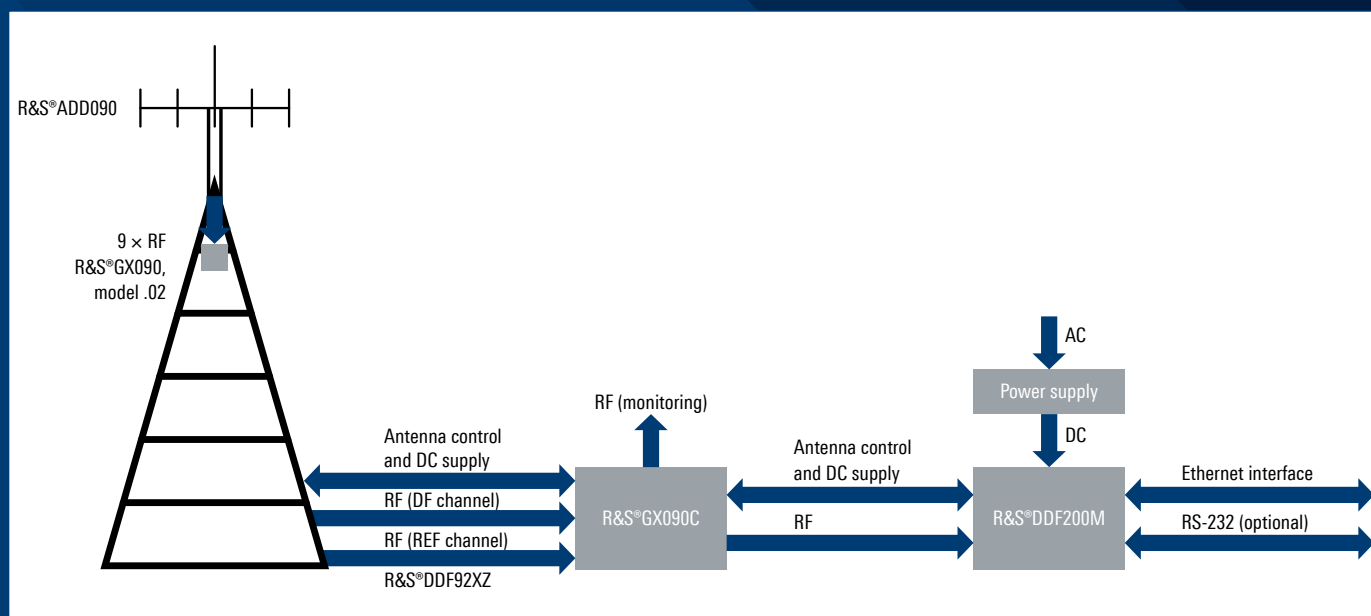 R&S®ADD090
9 × RF
R&S®GX090,
model .02
Antenna control
and DC supply
RF (DF channel)
RF (REF channel)
R&S®DDF92XZ
RF (monitoring)
R&S®GX090C
Antenna control
and DC supply
RF
AC
Power supply
DC
R&S®DDF200M
Ethernet interface
RS-232 (optional)